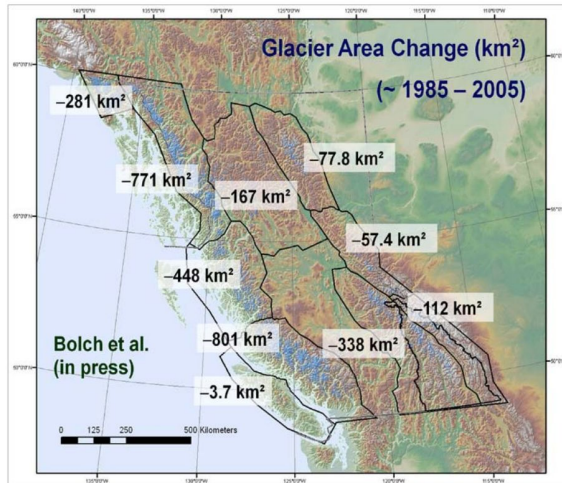 Glacier Area Change (km²)
(~ 1985 – 2005)
–281 km²
–77.8 km²
–771 km²
–167 km²
–57.4 km²
–448 km²
–112 km²
–801 km²
–338 km²
Bolch et al.
(in press)
–3.7 km²
0 125 250 500 Kilometers